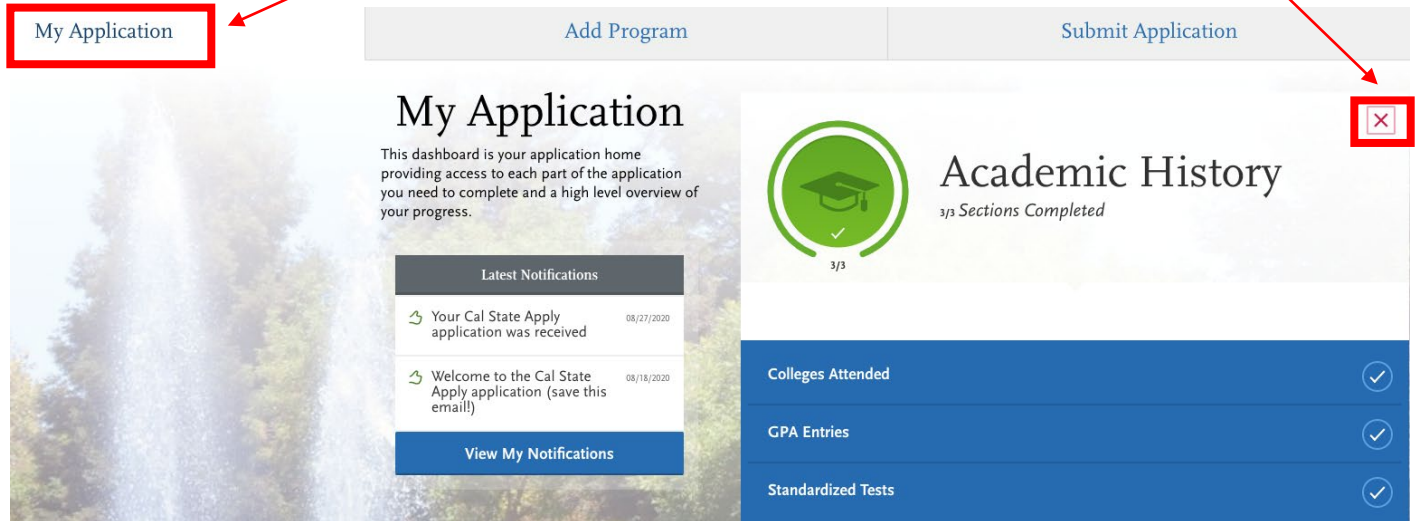 My Application
Add Program
Submit Application
My Application
This dashboard is your application home
providing access to each part of the application
you need to complete and a high level overview of
your progress.
Latest Notifications
Your Cal State Apply
application was received
08/27/2020
Welcome to the Cal State
Apply application (save this
email!)
08/18/2020
View My Notifications
3/3
Academic History
3/3 Sections Completed
Colleges Attended
GPA Entries
Standardized Tests